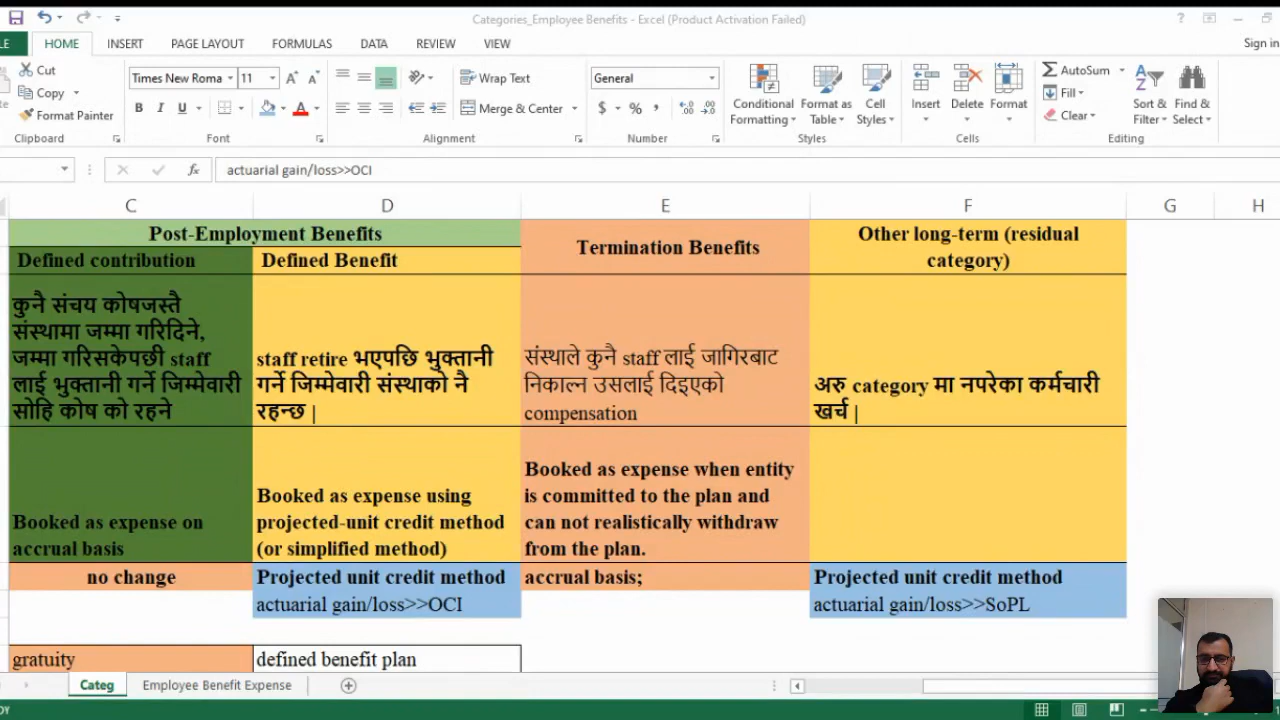 Categories_Employee Benefits - Excel (Product Activation Failed)
HOME INSERT PAGE LAYOUT FORMULAS DATA REVIEW VIEW
Sign in
Cut
Copy
Format Painter
Clipboard
Times New Roma 11
B I U
Font
Wrap Text
Merge & Center
Alignment
General
$ % ,
Number
Conditional Formatting
Format as Table
Cell Styles
Styles
Insert
Delete
Format
Cells
AutoSum
Fill
Clear
Sort & Filter
Find & Select
Editing
fx actuarial gain/loss>>OCI
C D E F G H
Post-Employment Benefits
Termination Benefits
Other long-term (residual
category)
Defined contribution
Defined Benefit
कुनै संचय कोषजस्तै
संस्थामा जम्मा गरिदिने,
जम्मा गरिसकेपछी staff
लाई भुक्तानी गर्ने जिम्मेवारी
सोहि कोष को रहने
staff retire भएपछि भुक्तानी
गर्ने जिम्मेवारी संस्थाको नै
रहन्छ |
संस्थाले कुनै staff लाई जागिरबाट
निकाल्न उसलाई दिइएको
compensation
अरु category मा नपरेका कर्मचारी
खर्च |
Booked as expense on
accrual basis
Booked as expense using
projected-unit credit method
(or simplified method)
Booked as expense when entity
is committed to the plan and
can not realistically withdraw
from the plan.
no change
Projected unit credit method
accrual basis;
Projected unit credit method
actuarial gain/loss>>OCI
actuarial gain/loss>>SoPL
gratuity
defined benefit plan
Categ
Employee Benefit Expense